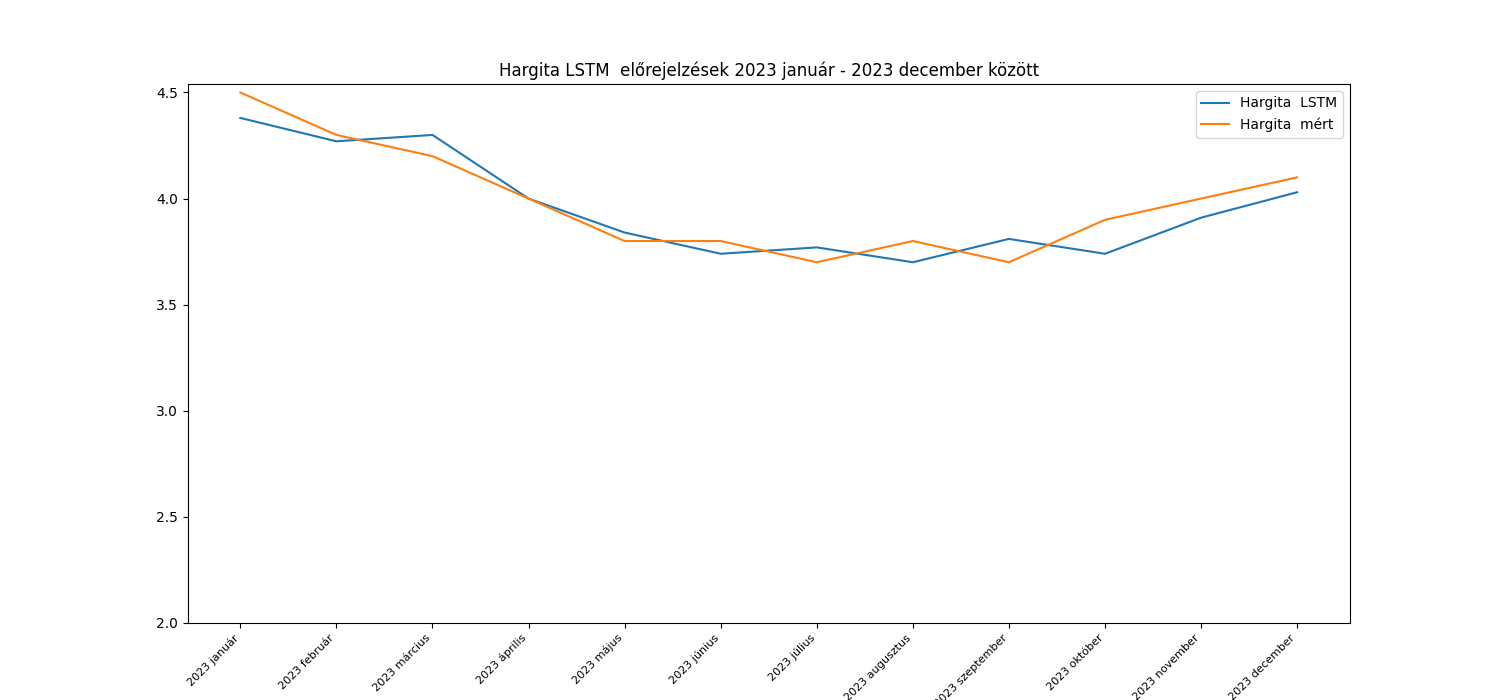 Hargita LSTM  előrejelzések 2023 január - 2023 december között
Hargita  LSTM
Hargita  mért
4.5
4.0
3.5
3.0
2.5
2.0
2023 január
2023 február
2023 március
2023 április
2023 május
2023 június
2023 július
2023 augusztus
2023 szeptember
2023 október
2023 november
2023 december